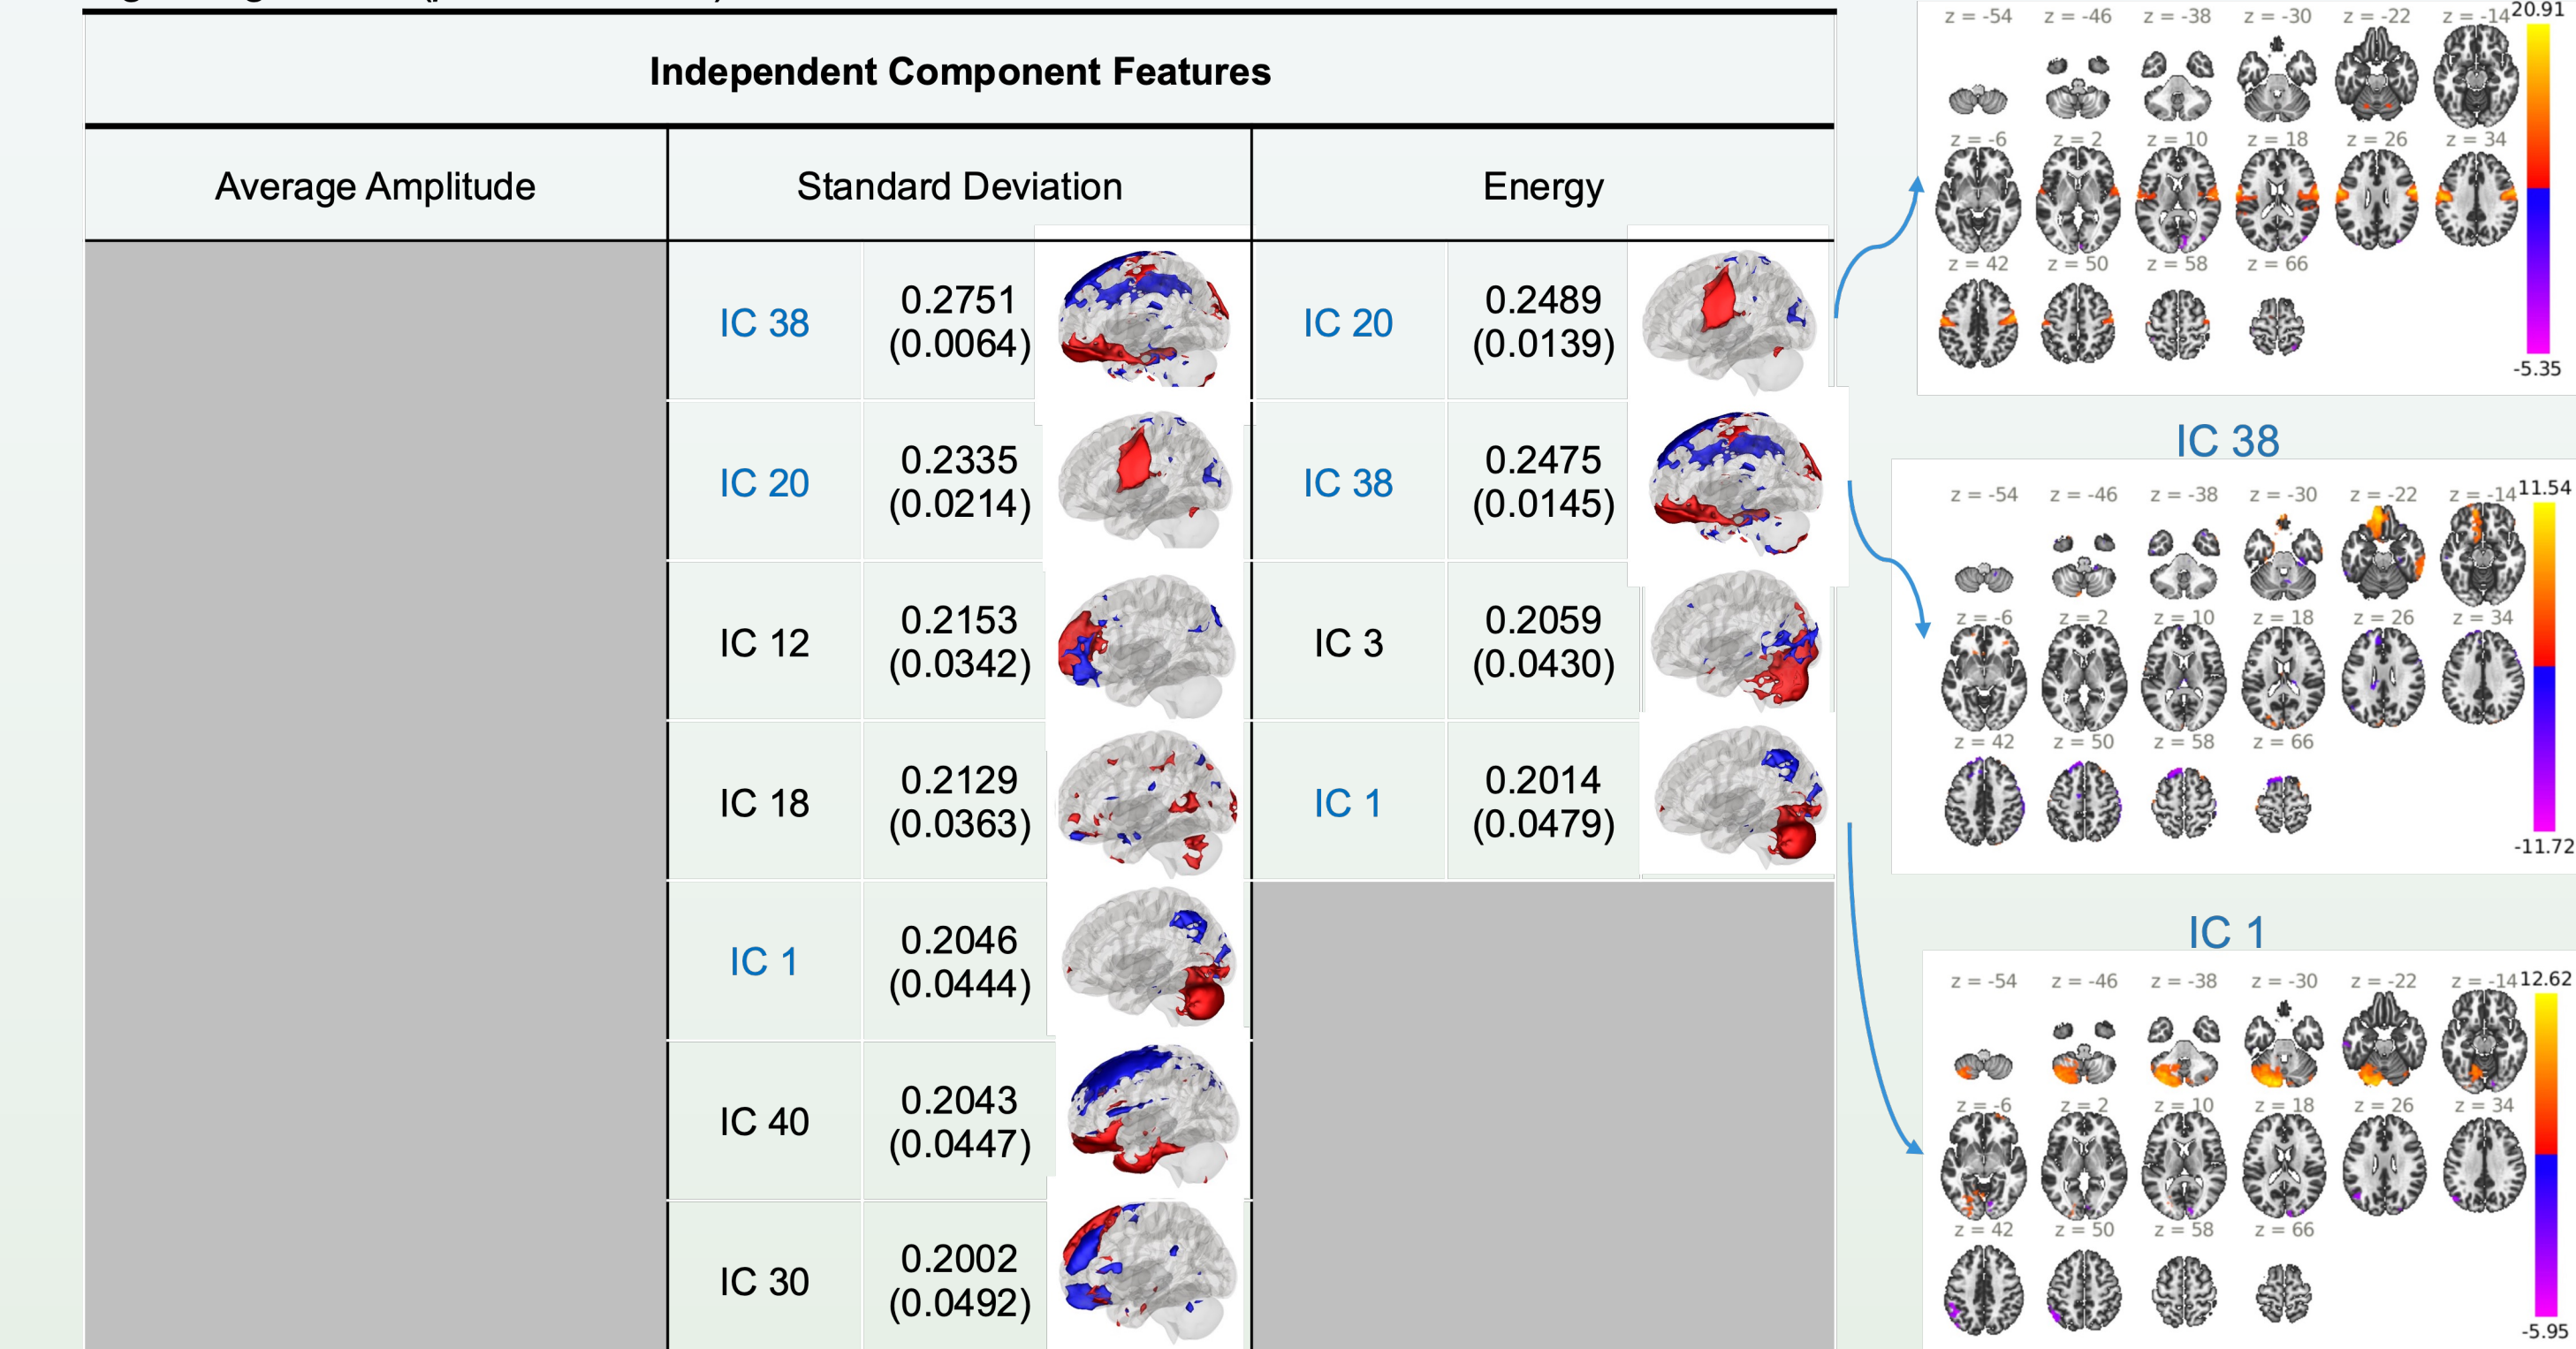 Independent Component Features
Average Amplitude
Standard Deviation
Energy
IC 38
0.2751
(0.0064)
IC 20
0.2489
(0.0139)
IC 20
0.2335
(0.0214)
IC 38
0.2475
(0.0145)
IC 12
0.2153
(0.0342)
IC 3
0.2059
(0.0430)
IC 18
0.2129
(0.0363)
IC 1
0.2014
(0.0479)
IC 1
0.2046
(0.0444)
IC 40
0.2043
(0.0447)
IC 30
0.2002
(0.0492)
z = -54 z = -46 z = -38 z = -30 z = -22 z = -14 20.91
z = -6 z = 2 z = 10 z = 18 z = 26 z = 34
z = 42 z = 50 z = 58 z = 66
-5.35
IC 38
z = -54 z = -46 z = -38 z = -30 z = -22 z = -14 11.54
z = -6 z = 2 z = 10 z = 18 z = 26 z = 34
z = 42 z = 50 z = 58 z = 66
-11.72
IC 1
z = -54 z = -46 z = -38 z = -30 z = -22 z = -14 12.62
z = -6 z = 2 z = 10 z = 18 z = 26 z = 34
z = 42 z = 50 z = 58 z = 66
-5.95